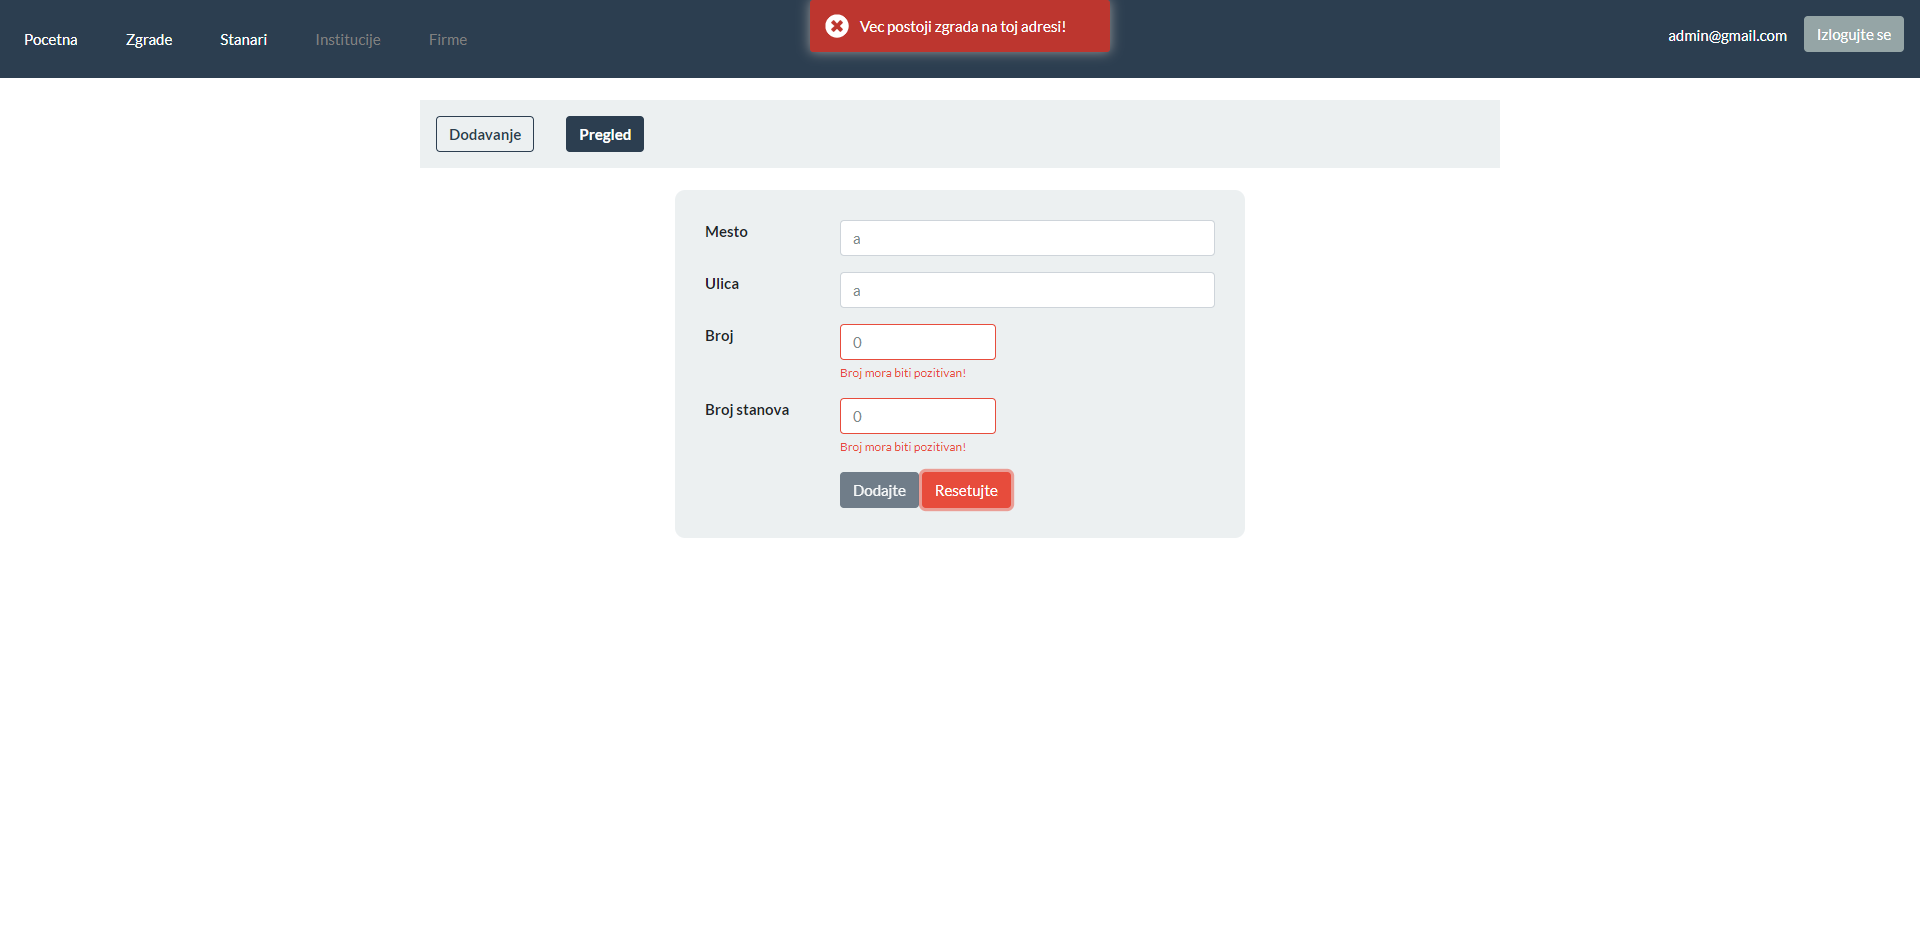 Pocetna
Zgrade
Stanari
Institucije
Firme
Vec postoji zgrada na toj adresi!
admin@gmail.com
Izlogujte se
Dodavanje
Pregled
Mesto
a
Ulica
a
Broj
0
Broj mora biti pozitivan!
Broj stanova
0
Broj mora biti pozitivan!
Dodajte
Resetujte